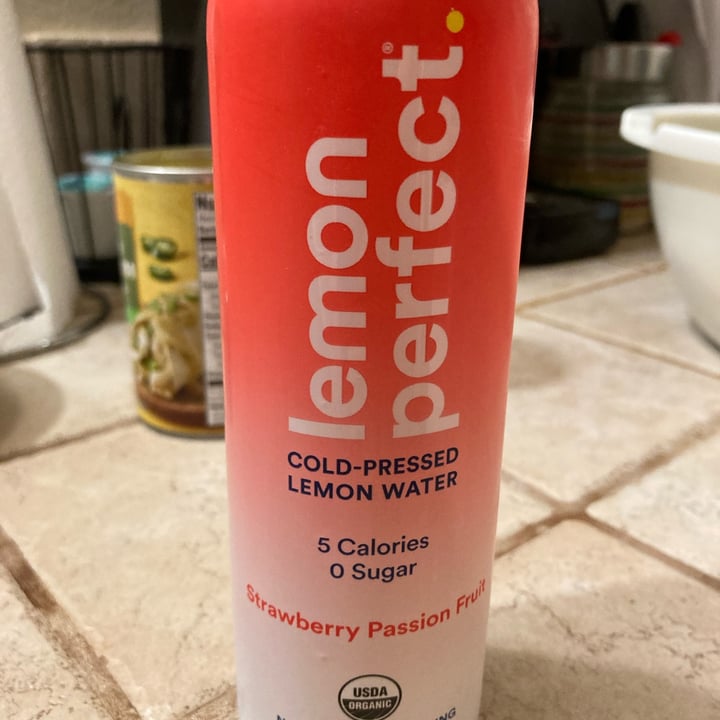 lemon
perfect.®
COLD-PRESSED
LEMON WATER
5 Calories
0 Sugar
Strawberry Passion Fruit
USDA
ORGANIC